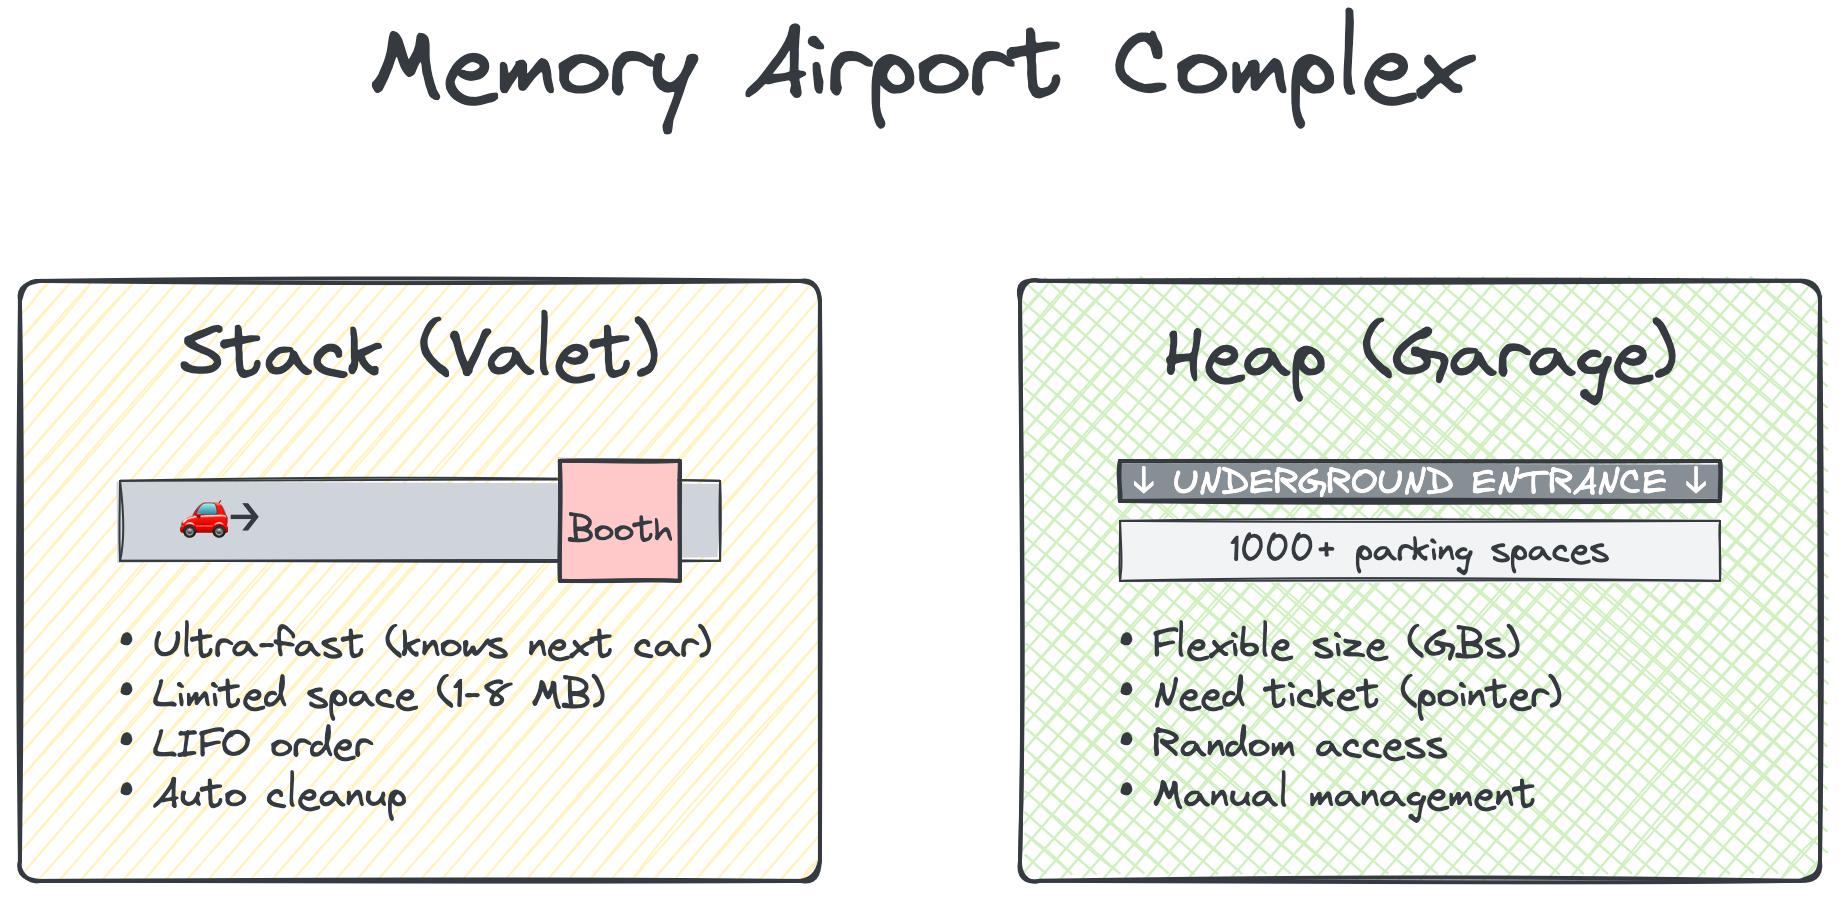 Memory Airport Complex
Stack (Valet)
Booth
• Ultra-fast (knows next car)
• Limited space (1-8 MB)
• LIFO order
• Auto cleanup
Heap (Garage)
↓ UNDERGROUND ENTRANCE ↓
1000+ parking spaces
• Flexible size (GBs)
• Need ticket (pointer)
• Random access
• Manual management